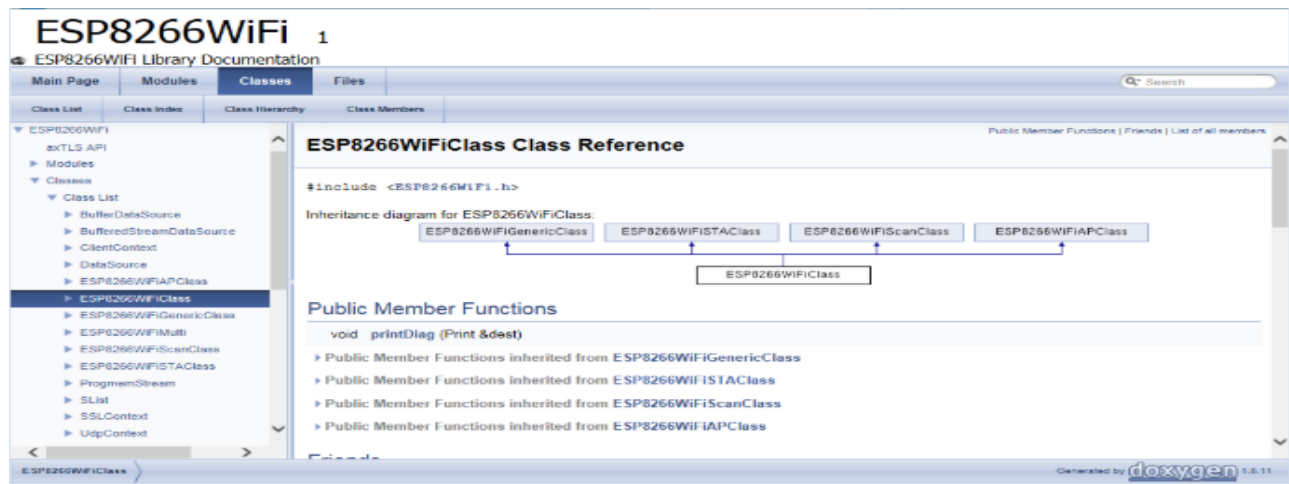 ESP8266WiFi 1
ESP8266WiFi Library Documentation
Main Page Modules Classes Files Search
Class List Class Index Class Hierarchy Class Members
ESP8266WiFi
axTLS API
Modules
Classes
Class List
BufferDataSource
BufferedStreamDataSource
ClientContext
DataSource
ESP8266WiFiAPClass
ESP8266WiFiClass
ESP8266WiFiGenericClass
ESP8266WiFiMulti
ESP8266WiFiScanClass
ESP8266WiFiSTAClass
ProgmemStream
SList
SSLContext
UdpContext
Public Member Functions | Friends | List of all members
ESP8266WiFiClass Class Reference
#include <ESP8266WiFi.h>
Inheritance diagram for ESP8266WiFiClass:
ESP8266WiFiGenericClass ESP8266WiFiSTAClass ESP8266WiFiScanClass ESP8266WiFiAPClass
ESP8266WiFiClass
Public Member Functions
void printDiag (Print &dest)
Public Member Functions inherited from ESP8266WiFiGenericClass
Public Member Functions inherited from ESP8266WiFiSTAClass
Public Member Functions inherited from ESP8266WiFiScanClass
Public Member Functions inherited from ESP8266WiFiAPClass
Friends
ESP8266WiFiClass
Generated by doxygen 1.8.11